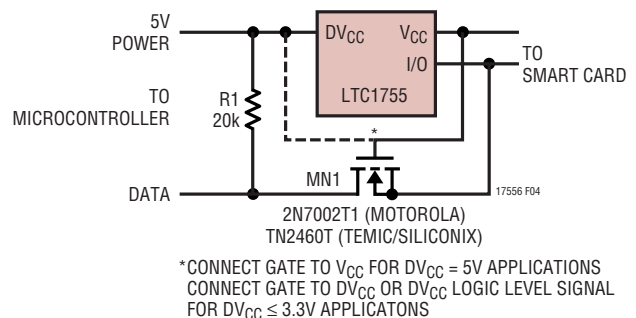 5V
POWER
DVCC
VCC
I/O
TO
SMART CARD
LTC1755
TO
MICROCONTROLLER
R1
20k
*
DATA
MN1
17556 F04
2N7002T1 (MOTOROLA)
TN2460T (TEMIC/SILICONIX)
*CONNECT GATE TO VCC FOR DVCC = 5V APPLICATIONS
CONNECT GATE TO DVCC OR DVCC LOGIC LEVEL SIGNAL
FOR DVCC ≤ 3.3V APPLICATONS